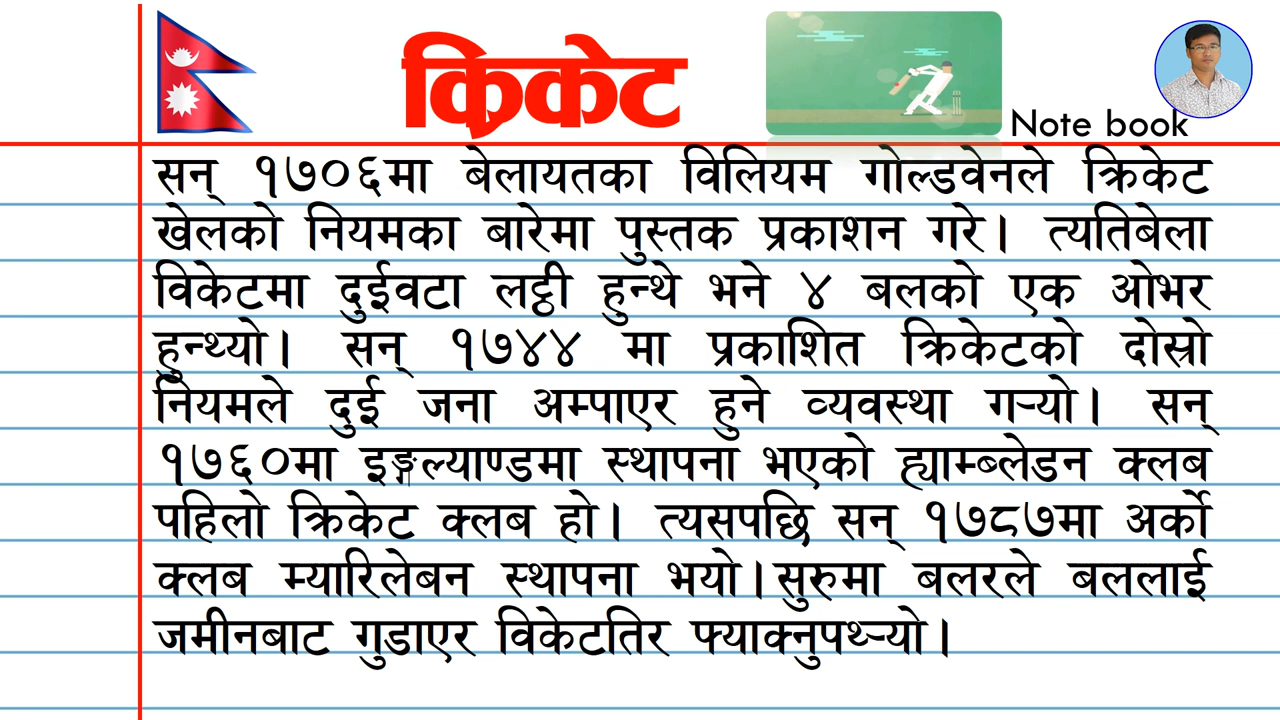 क्रिकेट
Note book
सन् १७०६मा बेलायतका विलियम गोल्डवेनले क्रिकेट
खेलको नियमका बारेमा पुस्तक प्रकाशन गरे। त्यतिबेला
विकेटमा दुईवटा लट्ठी हुन्थे भने ४ बलको एक ओभर
हुन्थ्यो। सन् १७४४ मा प्रकाशित क्रिकेटको दोस्रो
नियमले दुई जना अम्पाएर हुने व्यवस्था गर्‍यो। सन्
१७६०मा इङ्गल्याण्डमा स्थापना भएको ह्याम्ब्लेडन क्लब
पहिलो क्रिकेट क्लब हो। त्यसपछि सन् १७८७मा अर्को
क्लब म्यारिलेबन स्थापना भयो।सुरुमा बलरले बललाई
जमीनबाट गुडाएर विकेटतिर फ्याक्नुपर्थ्यो।